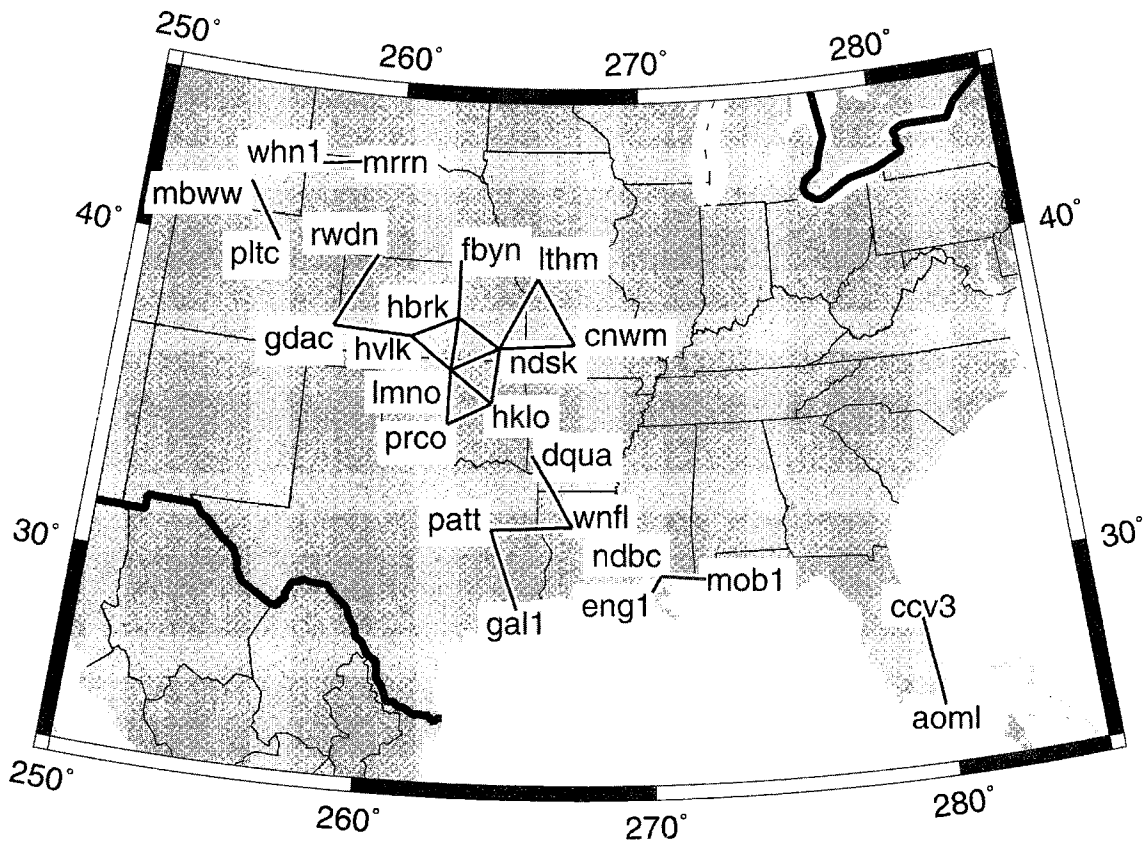 250°
260°
270°
280°
whn1
mrrn
mbww
40°
40°
pltc
rwdn
fbyn
lthm
hbrk
gdac
hvlk
cnwm
ndsk
lmno
hklo
prco
dqua
patt
wnfl
30°
30°
ndbc
mob1
eng1
gal1
ccv3
aoml
250°
260°
270°
280°